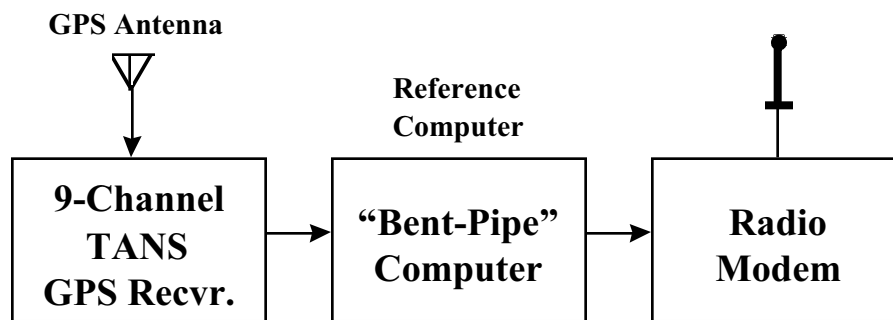 GPS Antenna
Reference
Computer
9-Channel
TANS
GPS Recvr.
“Bent-Pipe”
Computer
Radio
Modem